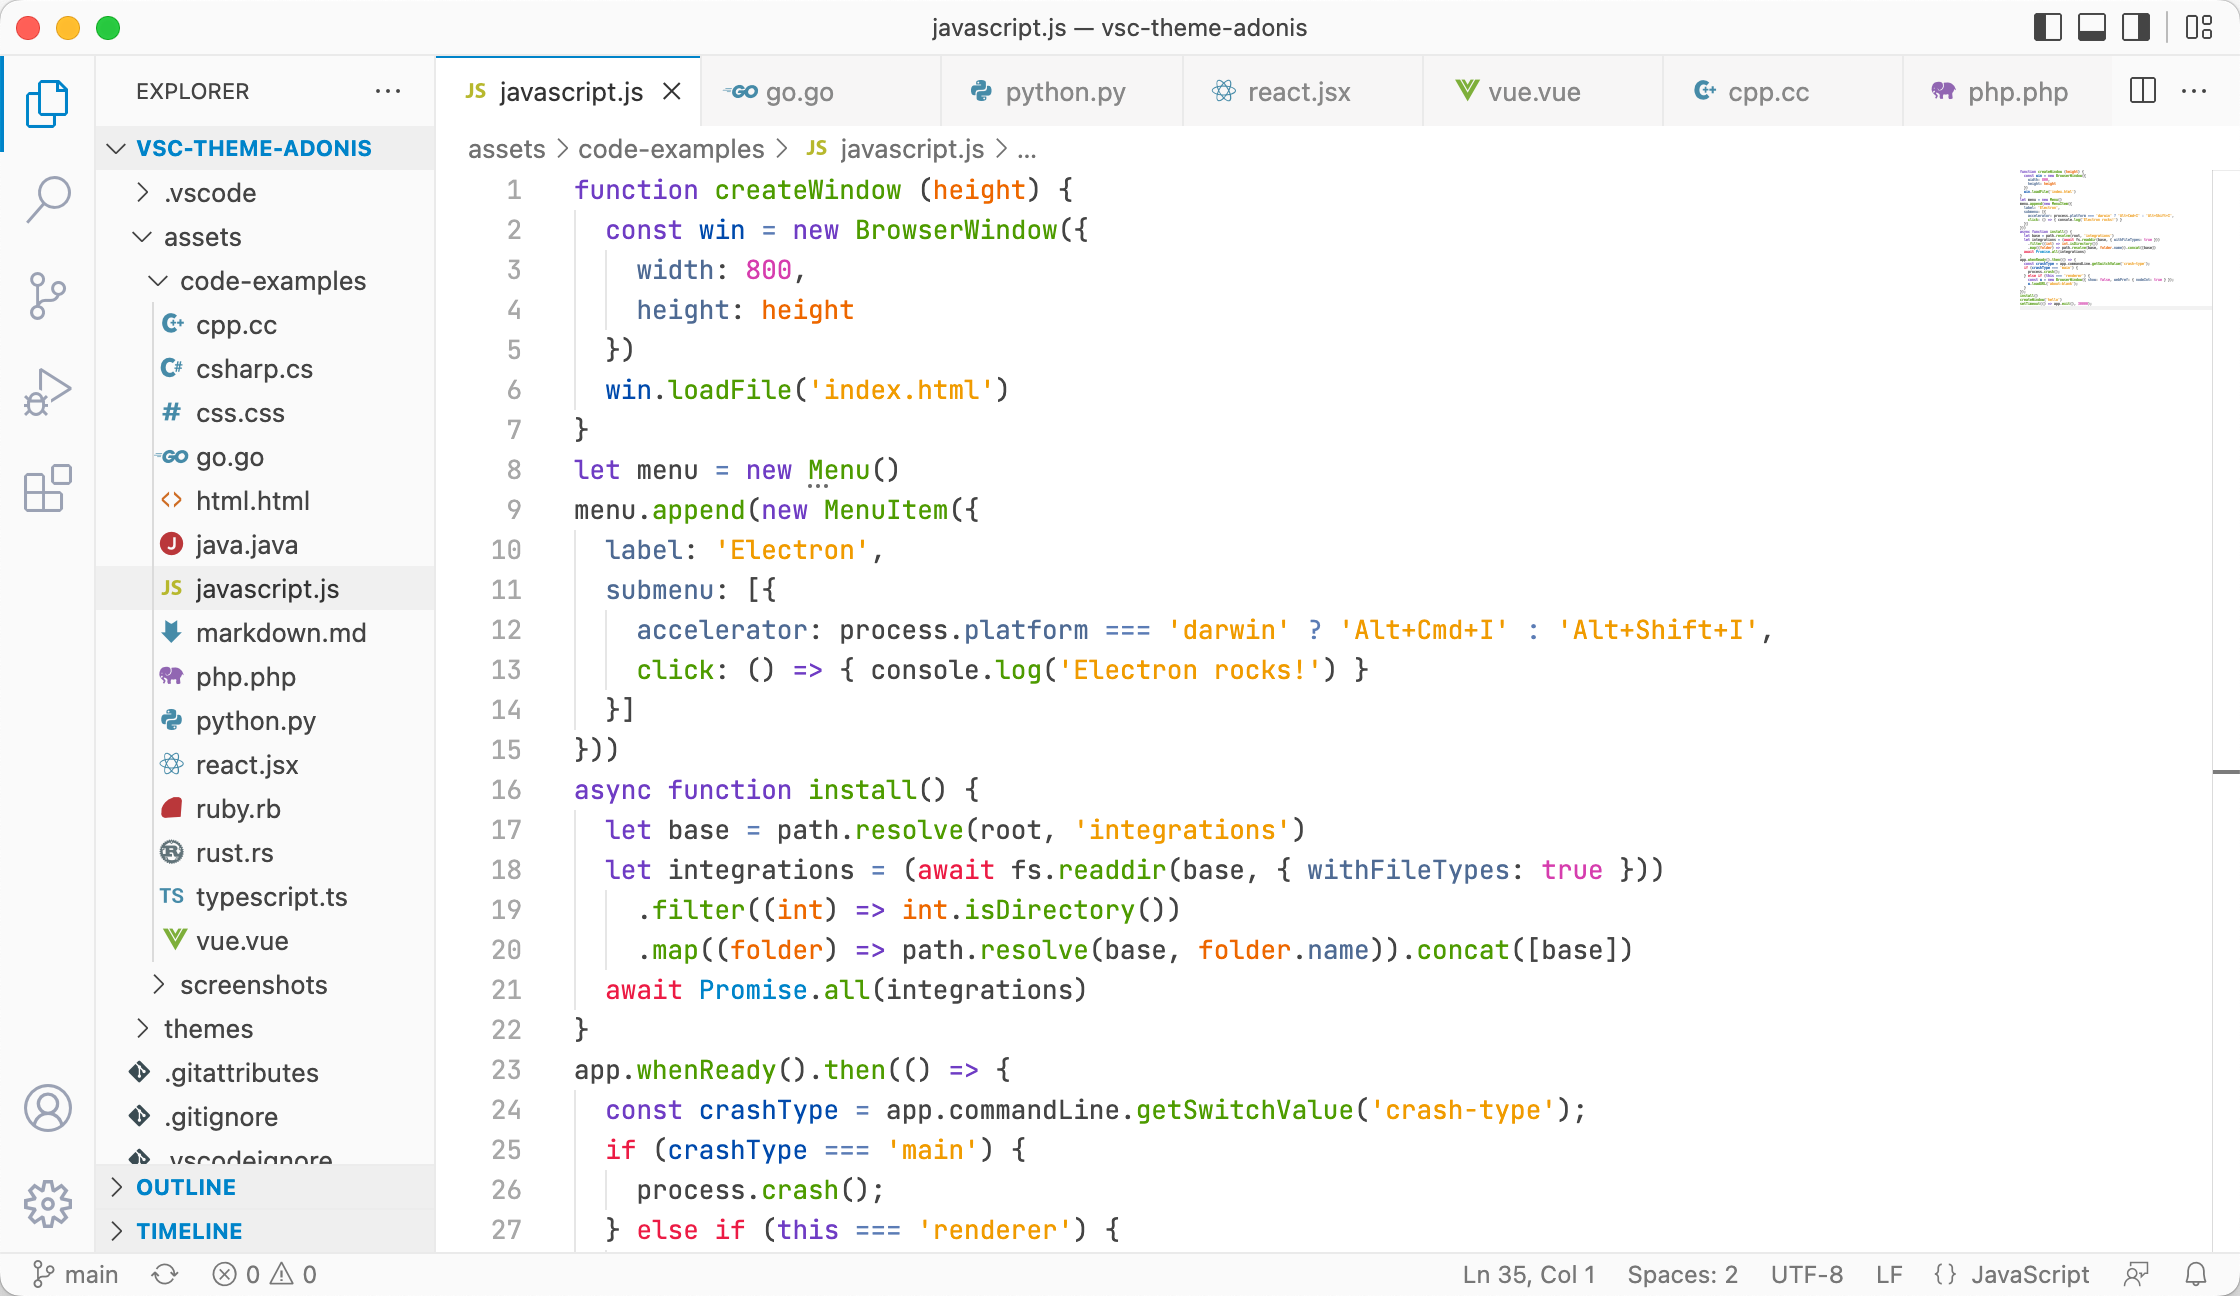 javascript.js — vsc-theme-adonis
EXPLORER
VSC-THEME-ADONIS
.vscode
assets
code-examples
cpp.cc
csharp.cs
css.css
go.go
html.html
java.java
JS javascript.js
markdown.md
php.php
python.py
react.jsx
ruby.rb
rust.rs
TS typescript.ts
vue.vue
screenshots
themes
.gitattributes
.gitignore
.vscodeignore
OUTLINE
TIMELINE
JS javascript.js
GO go.go
python.py
react.jsx
vue.vue
cpp.cc
php.php
assets > code-examples > JS javascript.js > ...
1 function createWindow (height) {
2 const win = new BrowserWindow({
3 width: 800,
4 height: height
5 })
6 win.loadFile('index.html')
7 }
8 let menu = new Menu()
9 menu.append(new MenuItem({
10 label: 'Electron',
11 submenu: [{
12 accelerator: process.platform === 'darwin' ? 'Alt+Cmd+I' : 'Alt+Shift+I',
13 click: () => { console.log('Electron rocks!') }
14 }]
15 }))
16 async function install() {
17 let base = path.resolve(root, 'integrations')
18 let integrations = (await fs.readdir(base, { withFileTypes: true }))
19 .filter((int) => int.isDirectory())
20 .map((folder) => path.resolve(base, folder.name)).concat([base])
21 await Promise.all(integrations)
22 }
23 app.whenReady().then(() => {
24 const crashType = app.commandLine.getSwitchValue('crash-type');
25 if (crashType === 'main') {
26 process.crash();
27 } else if (this === 'renderer') {
main 0 0
Ln 35, Col 1 Spaces: 2 UTF-8 LF {} JavaScript